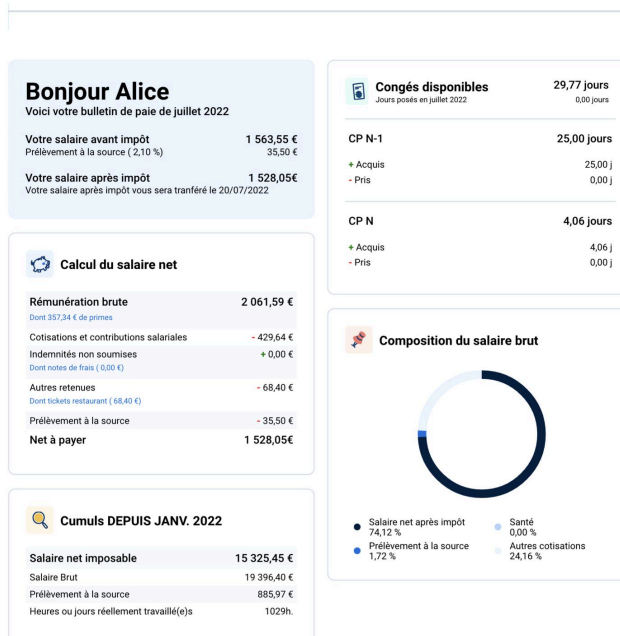 Bonjour Alice
Voici votre bulletin de paie de juillet 2022
Votre salaire avant impôt 1 563,55 €
Prélèvement à la source ( 2,10 %) 35,50 €
Votre salaire après impôt 1 528,05€
Votre salaire après impôt vous sera tranféré le 20/07/2022
Calcul du salaire net
Rémunération brute 2 061,59 €
Dont 357,34 € de primes
Cotisations et contributions salariales - 429,64 €
Indemnités non soumises + 0,00 €
Dont notes de frais ( 0,00 €)
Autres retenues - 68,40 €
Dont tickets restaurant ( 68,40 €)
Prélèvement à la source - 35,50 €
Net à payer 1 528,05€
Cumuls DEPUIS JANV. 2022
Salaire net imposable 15 325,45 €
Salaire Brut 19 396,40 €
Prélèvement à la source 885,97 €
Heures ou jours réellement travaillé(e)s 1029h.
Congés disponibles 29,77 jours
Jours posés en juillet 2022 0,00 jours
CP N-1 25,00 jours
+ Acquis 25,00 j
- Pris 0,00 j
CP N 4,06 jours
+ Acquis 4,06 j
- Pris 0,00 j
Composition du salaire brut
Salaire net après impôt
74,12 %
Santé
0,00 %
Prélèvement à la source
1,72 %
Autres cotisations
24,16 %